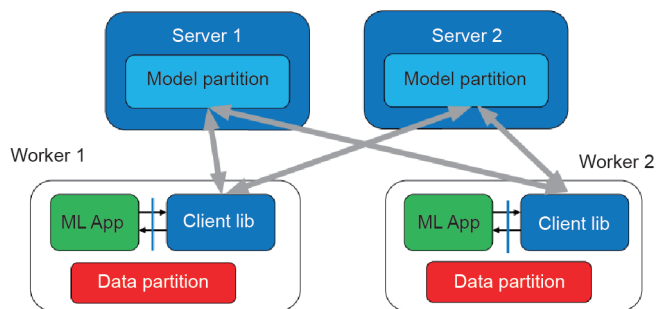 Server 1
Server 2
Model partition
Model partition
Worker 1
Worker 2
ML App
Client lib
ML App
Client lib
Data partition
Data partition